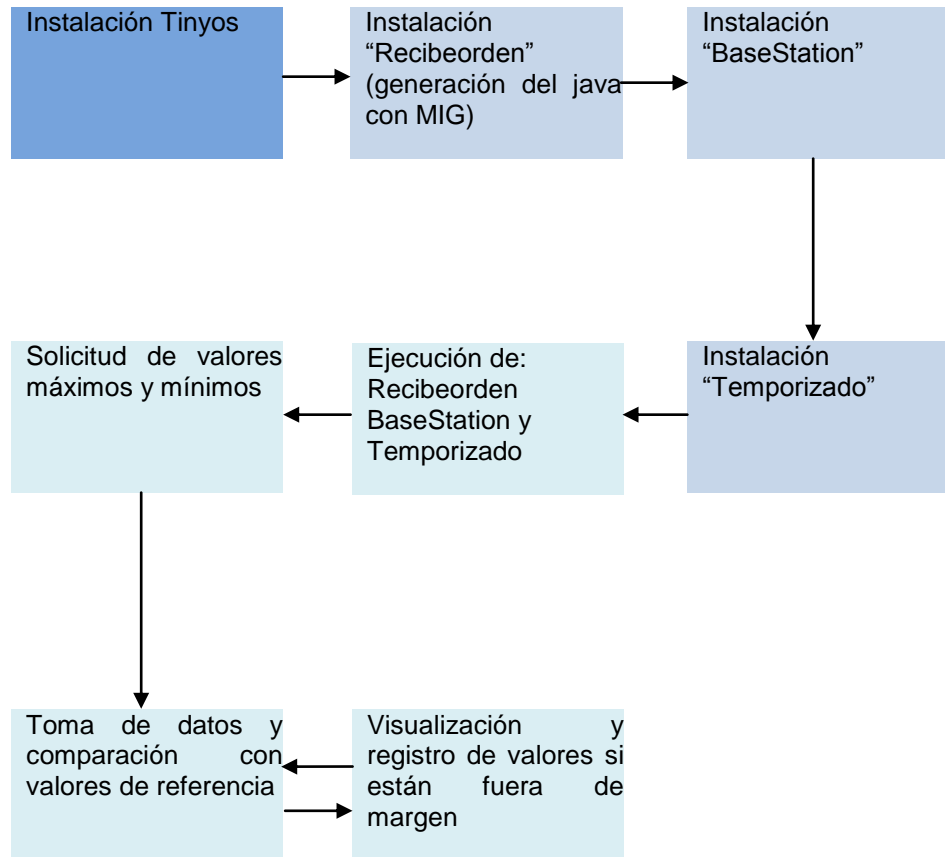 Instalación Tinyos
Instalación
“Recibeorden”
(generación del java
con MIG)
Instalación
“BaseStation”
Solicitud de valores
máximos y mínimos
Ejecución de:
Recibeorden
BaseStation y
Temporizado
Instalación
“Temporizado”
Toma de datos y
comparación con
valores de referencia
Visualización y
registro de valores si
están fuera de
margen